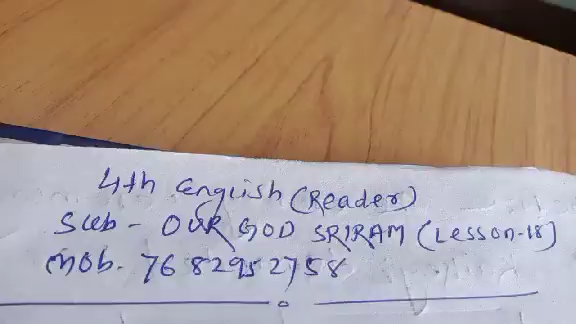 4th English (Reader)
Sub - OUR GOD SRIRAM (Lesson-18)
Mob. 7682952758